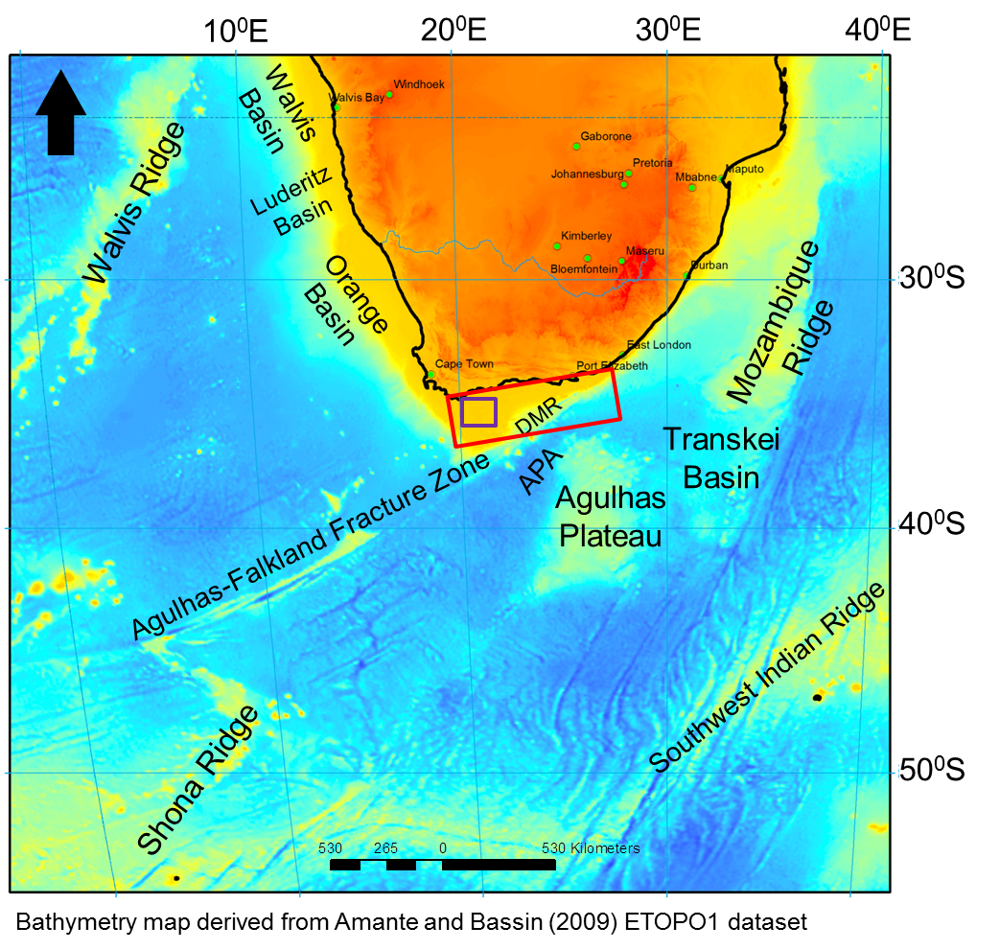 10⁰E
20⁰E
30⁰E
40⁰E
Walvis
Basin
Windhoek
Walvis Bay
Walvis Ridge
Gaborone
Pretoria
Johannesburg
Mbabne
Maputo
Luderitz
Basin
Kimberley
Maseru
Bloemfontein
Durban
30⁰S
Orange
Basin
Mozambique
Ridge
East London
Cape Town
Port Elizabeth
DMR
APA
Transkei
Basin
Agulhas-Falkland Fracture Zone
Agulhas
Plateau
40⁰S
Southwest Indian Ridge
Shona Ridge
50⁰S
530 265 0 530 Kilometers
Bathymetry map derived from Amante and Bassin (2009) ETOPO1 dataset